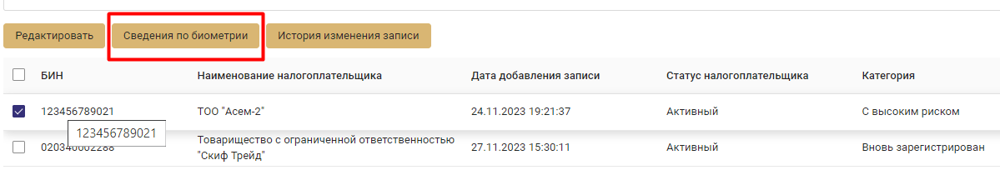 Редактировать Сведения по биометрии История изменения записи
БИН Наименование налогоплательщика Дата добавления записи Статус налогоплательщика Категория
123456789021 ТОО "Асем-2" 24.11.2023 19:21:37 Активный С высоким риском
123456789021
Товарищество с ограниченной ответственностью
020340002288 27.11.2023 15:30:11 Активный Вновь зарегистрирован
"Скиф Трейд"